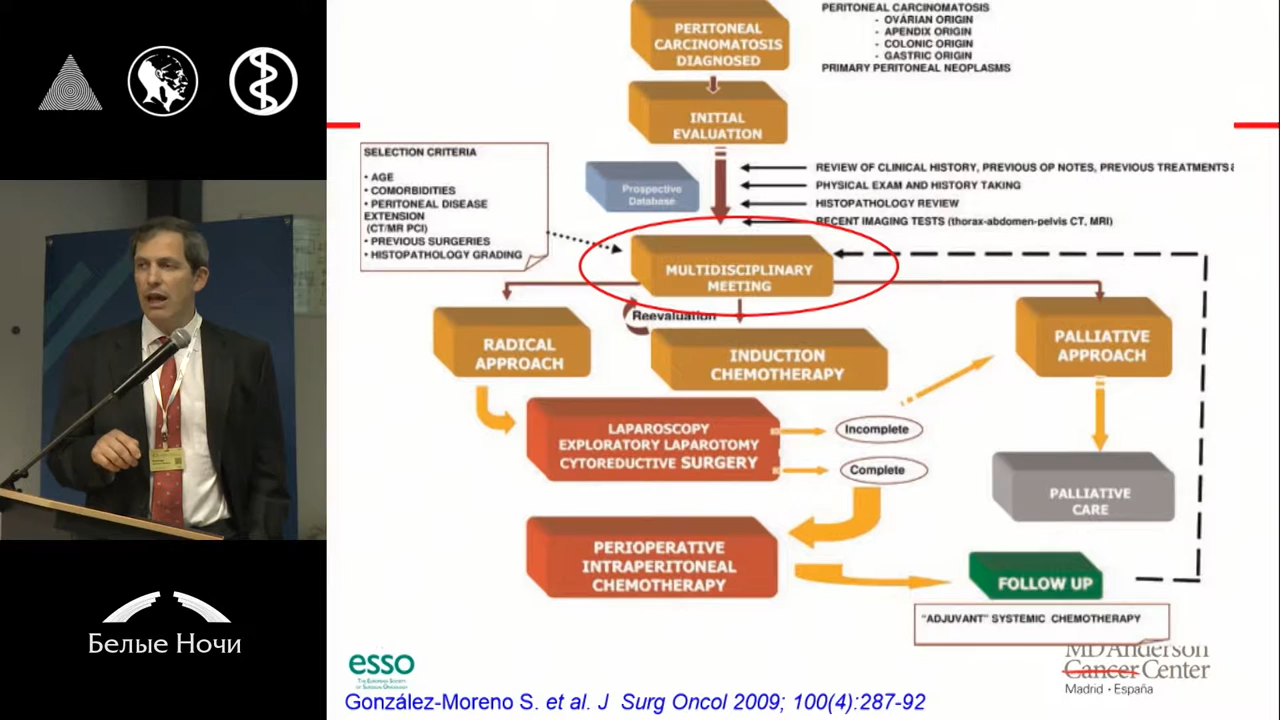 PERITONEAL
CARCINOMATOSIS
DIAGNOSED
PERITONEAL CARCINOMATOSIS
- OVÁRIAN ORIGIN
- APENDIX ORIGIN
- COLONIC ORIGIN
- GASTRIC ORIGIN
PRIMARY PERITONEAL NEOPLASMS
INITIAL
EVALUATION
SELECTION CRITERIA
• AGE
• COMORBIDITIES
• PERITONEAL DISEASE
EXTENSION
(CT/MR PCI)
• PREVIOUS SURGERIES
• HISTOPATHOLOGY GRADING
Prospective
Database
REVIEW OF CLINICAL HISTORY, PREVIOUS OP NOTES, PREVIOUS TREATMENTS
PHYSICAL EXAM AND HISTORY TAKING
HISTOPATHOLOGY REVIEW
RECENT IMAGING TESTS (thorax-abdomen-pelvis CT, MRI)
MULTIDISCIPLINARY
MEETING
Reevaluation
RADICAL
APPROACH
INDUCTION
CHEMOTHERAPY
PALLIATIVE
APPROACH
LAPAROSCOPY
EXPLORATORY LAPAROTOMY
CYTOREDUCTIVE SURGERY
Incomplete
Complete
PALLIATIVE
CARE
PERIOPERATIVE
INTRAPERITONEAL
CHEMOTHERAPY
FOLLOW UP
"ADJUVANT" SYSTEMIC CHEMOTHERAPY
Белые Ночи
esso
MD Anderson
Cancer Center
Madrid • España
González-Moreno S. et al. J Surg Oncol 2009; 100(4):287-92